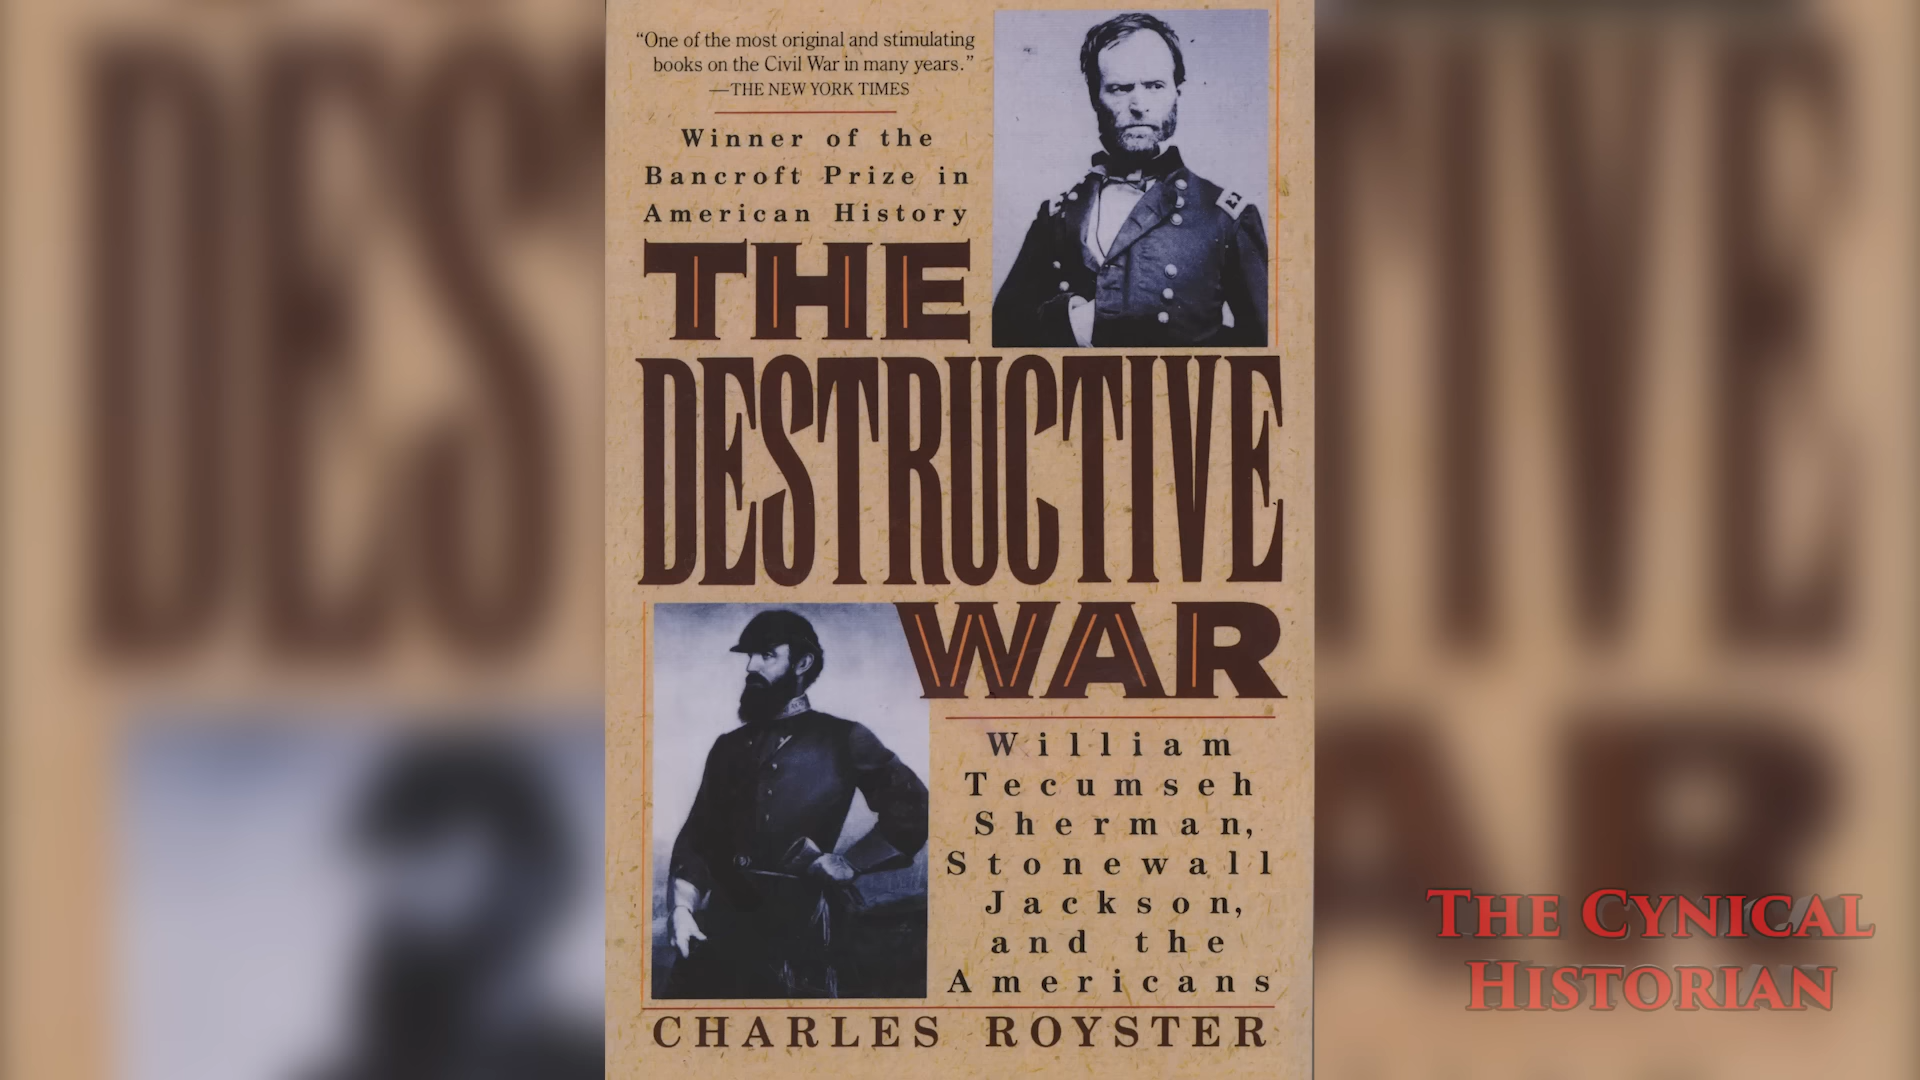 “One of the most original and stimulating
books on the Civil War in many years.”
—THE NEW YORK TIMES
Winner of the
Bancroft Prize in
American History
THE
DESTRUCTIVE
WAR
William
Tecumseh
Sherman,
Stonewall
Jackson,
and the
Americans
CHARLES ROYSTER
THE CYNICAL
HISTORIAN